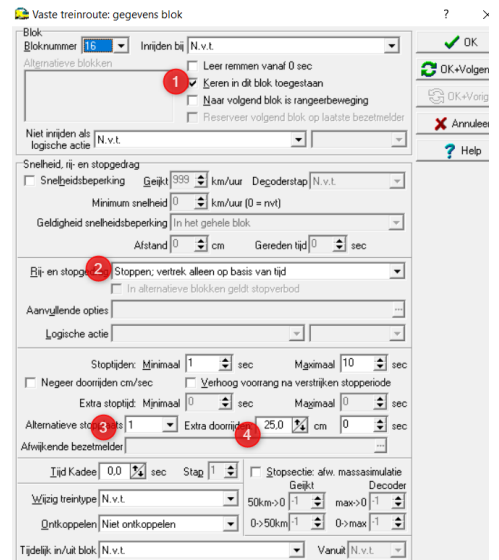 Vaste treinroute: gegevens blok ? ×
Blok
Bloknummer 16 Inrijden bij N.v.t. OK
Alternatieve blokken Leer remmen vanaf 0 sec OK+Volgen
1 Keren in dit blok toegestaan
Naar volgend blok is rangeerbeweging OK+Vorig
Reserveer volgend blok op laatste bezetmelder
Annuleer
Niet inrijden als
logische actie N.v.t. Help
Snelheid, rij- en stopgedrag
Snelheidsbeperking Geijkt 999 km/uur Decoderstap N.v.t.
Minimum snelheid 0 km/uur (0 = nvt)
Geldigheid snelheidsbeperking In het gehele blok
Afstand 0 cm Gereden tijd 0 sec
Rij- en stopged 2 Stoppen; vertrek alleen op basis van tijd
In alternatieve blokken geldt stopverbod
Aanvullende opties ...
Logische actie
Stoptijden: Minimaal 1 sec Maximaal 10 sec
Negeer doorrijden cm/sec Verhoog voorrang na verstrijken stopperiode
Extra stoptijd: Minimaal 0 sec Maximaal 0 sec
Alternatieve stop 3 aats 1 Extra doorrijden 4 25,0 cm 0 sec
Afwijkende bezetmelder ...
Tijd Kadee 0,0 sec Stap 1 Stopsectie: afw. massasimulatie
Geijkt Decoder
Wijzig treintype N.v.t. 50km->0 -1 max->0 -1
Ontkoppelen Niet ontkoppelen 0->50km -1 0->max -1
Tijdelijk in/uit blok N.v.t. Vanuit N.v.t.